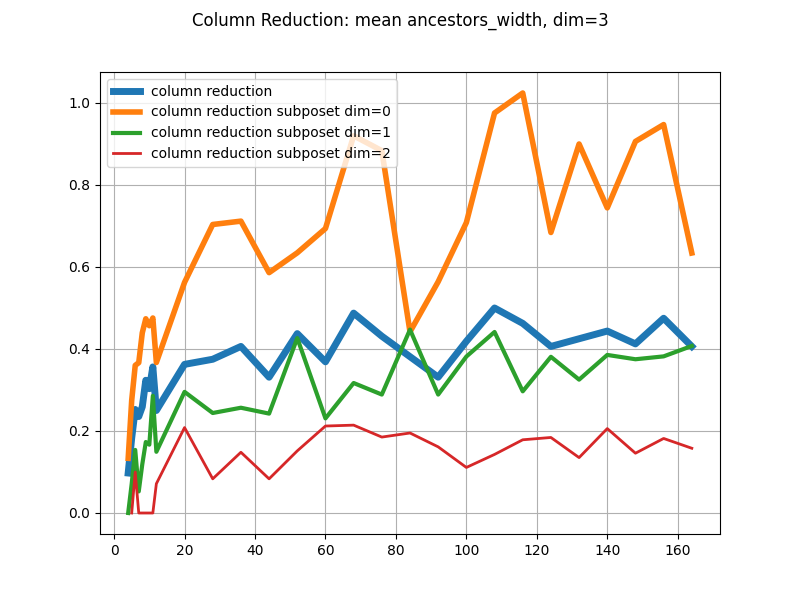 Column Reduction: mean ancestors_width, dim=3
column reduction
column reduction subposet dim=0
column reduction subposet dim=1
column reduction subposet dim=2
1.0
0.8
0.6
0.4
0.2
0.0
0 20 40 60 80 100 120 140 160